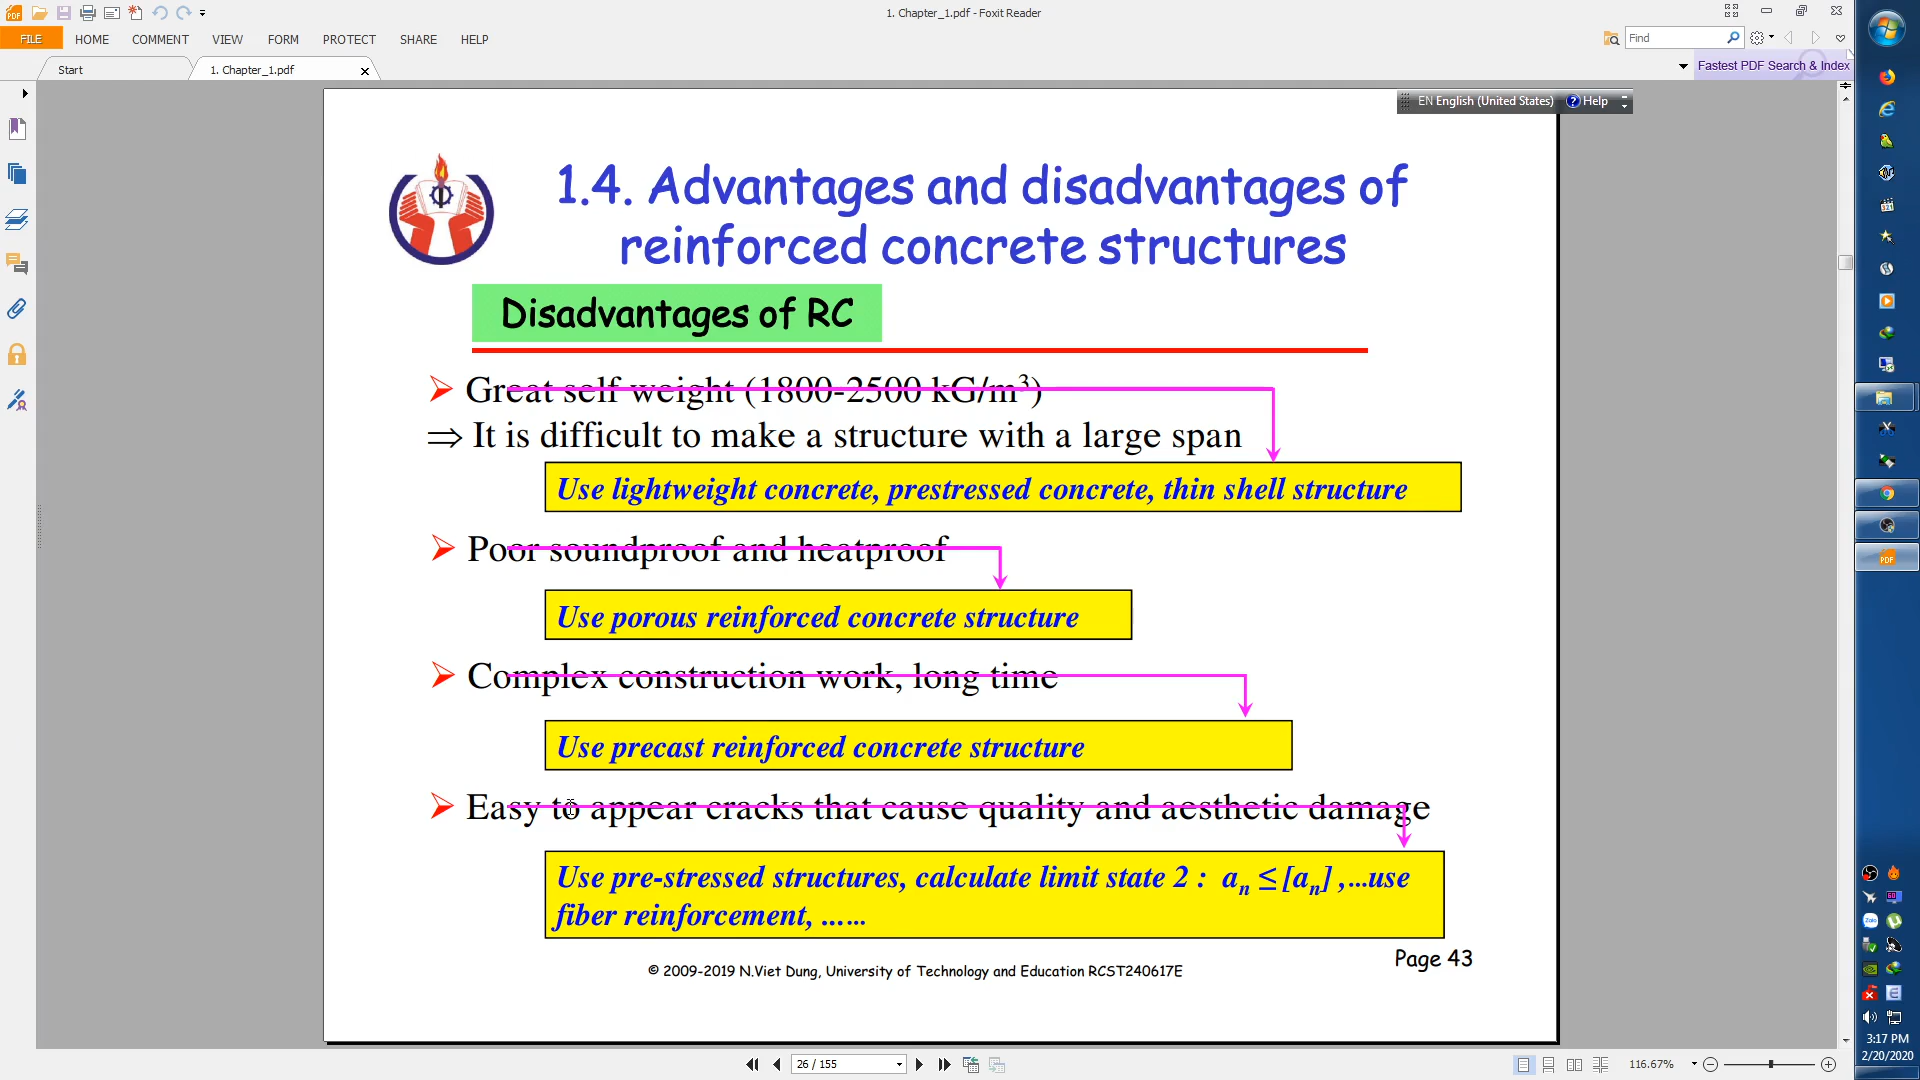 1. Chapter_1.pdf - Foxit Reader
FILE HOME COMMENT VIEW FORM PROTECT SHARE HELP
Find
Start
1. Chapter_1.pdf
Fastest PDF Search & Index
EN English (United States) Help
1.4. Advantages and disadvantages of
reinforced concrete structures
Disadvantages of RC
Great self weight (1800-2500 kG/m³)
⇒ It is difficult to make a structure with a large span
Use lightweight concrete, prestressed concrete, thin shell structure
Poor soundproof and heatproof
Use porous reinforced concrete structure
Complex construction work, long time
Use precast reinforced concrete structure
Easy to appear cracks that cause quality and aesthetic damage
Use pre-stressed structures, calculate limit state 2 : aₙ ≤ [aₙ] ,...use
fiber reinforcement, ......
Page 43
© 2009-2019 N.Viet Dung, University of Technology and Education RCST240617E
26 / 155
116.67%
3:17 PM
2/20/2020